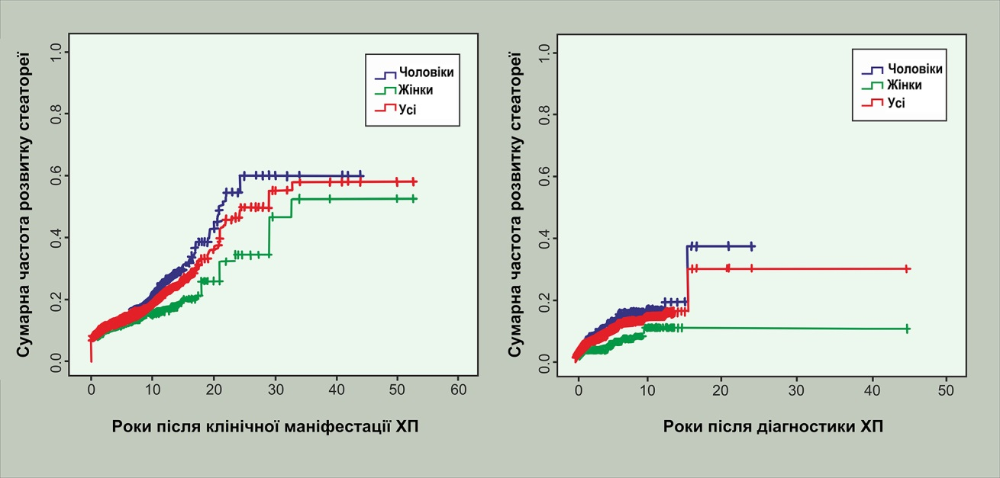 Сумарна частота розвитку стеатореї
1.0
0.8
0.6
0.4
0.2
0.0
Чоловіки
Жінки
Усі
0 10 20 30 40 50 60
Роки після клінічної маніфестації ХП
Сумарна частота розвитку стеатореї
1.0
0.8
0.6
0.4
0.2
0.0
Чоловіки
Жінки
Усі
0 10 20 30 40 50
Роки після діагностики ХП